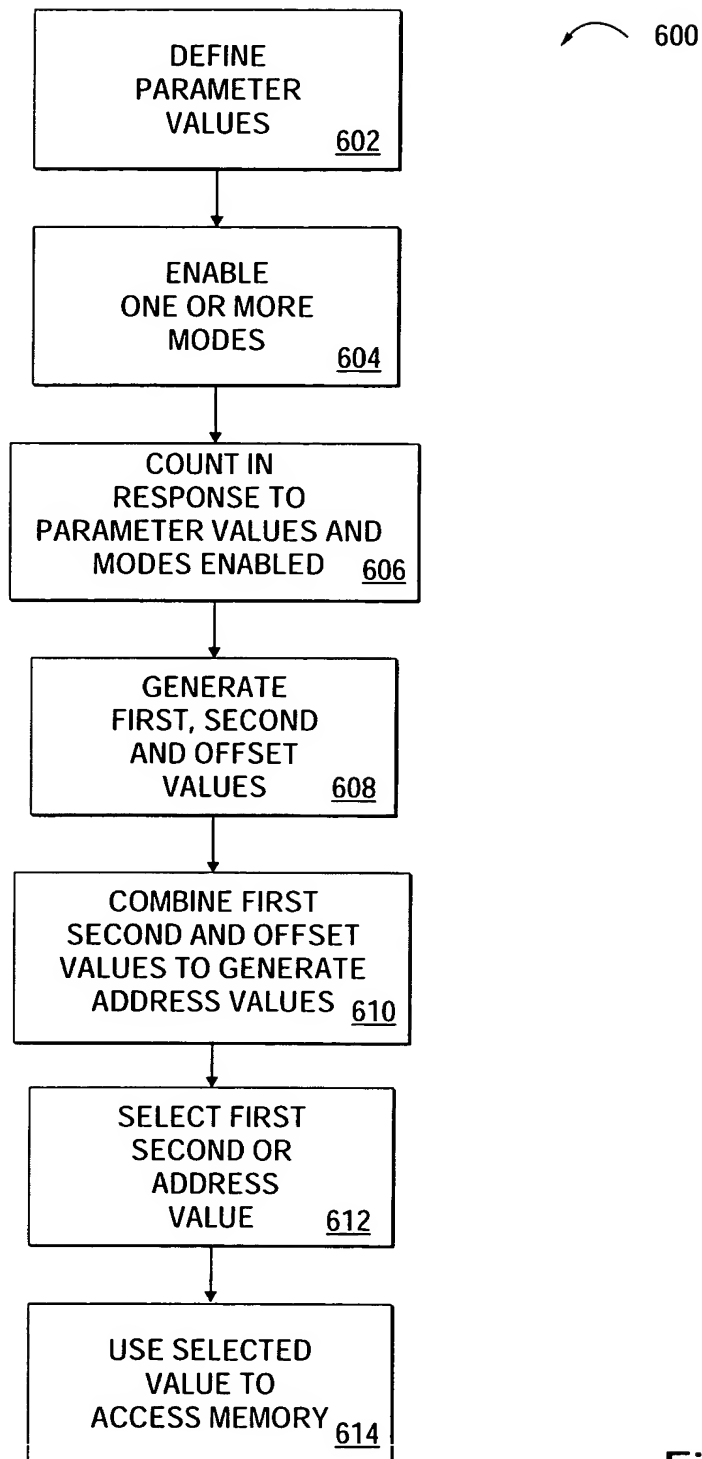 600
DEFINE
PARAMETER
VALUES
602
ENABLE
ONE OR MORE
MODES
604
COUNT IN
RESPONSE TO
PARAMETER VALUES AND
MODES ENABLED
606
GENERATE
FIRST, SECOND
AND OFFSET
VALUES
608
COMBINE FIRST
SECOND AND OFFSET
VALUES TO GENERATE
ADDRESS VALUES
610
SELECT FIRST
SECOND OR
ADDRESS
VALUE
612
USE SELECTED
VALUE TO
ACCESS MEMORY
614